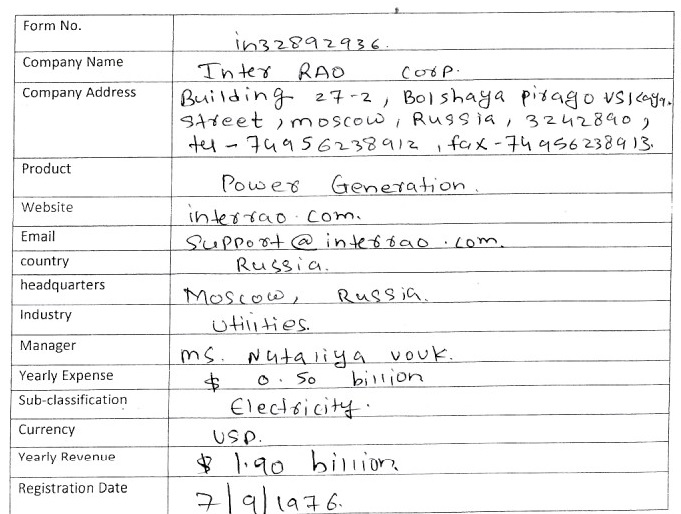 Form No. in32892936.
Company Name Inter RAO Corp.
Company Address Building 27-2, Bolshaya piragovskaya.
street, moscow, Russia, 3242890,
tel - 74956238912, fax - 74956238913.
Product Power Generation.
Website interrao.com.
Email Support@interrao.com.
country Russia.
headquarters Moscow, Russia.
Industry Utilities.
Manager ms. Nataliya vouk.
Yearly Expense $ 0.50 billion
Sub-classification Electricity.
Currency USD.
Yearly Revenue $ 1.90 billion.
Registration Date 7/9/1976.